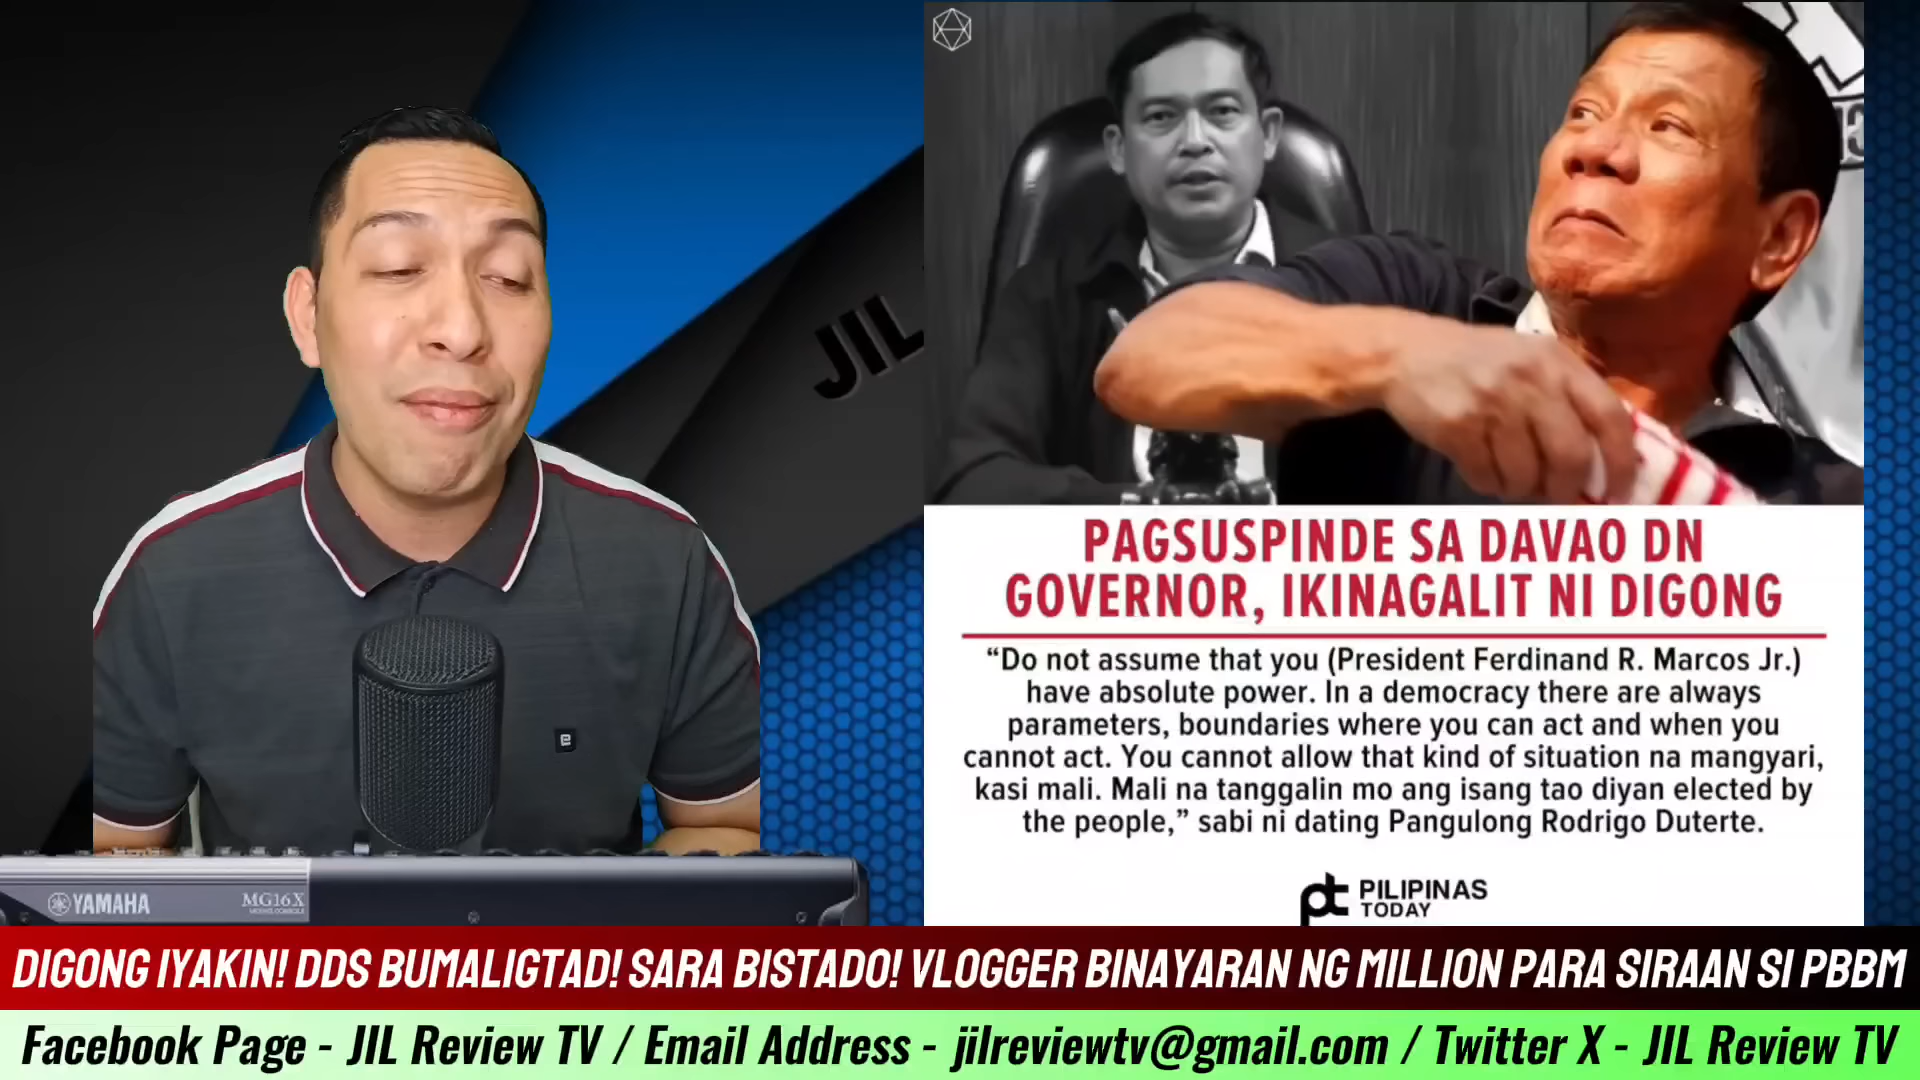 JIL
PAGSUSPINDE SA DAVAO DN
GOVERNOR, IKINAGALIT NI DIGONG
“Do not assume that you (President Ferdinand R. Marcos Jr.)
have absolute power. In a democracy there are always
parameters, boundaries where you can act and when you
cannot act. You cannot allow that kind of situation na mangyari,
kasi mali. Mali na tanggalin mo ang isang tao diyan elected by
the people,” sabi ni dating Pangulong Rodrigo Duterte.
pt PILIPINAS
TODAY
YAMAHA
MG16X
DIGONG IYAKIN! DDS BUMALIGTAD! SARA BISTADO! VLOGGER BINAYARAN NG MILLION PARA SIRAAN SI PBBM
Facebook Page - JIL Review TV / Email Address - jilreviewtv@gmail.com / Twitter X - JIL Review TV